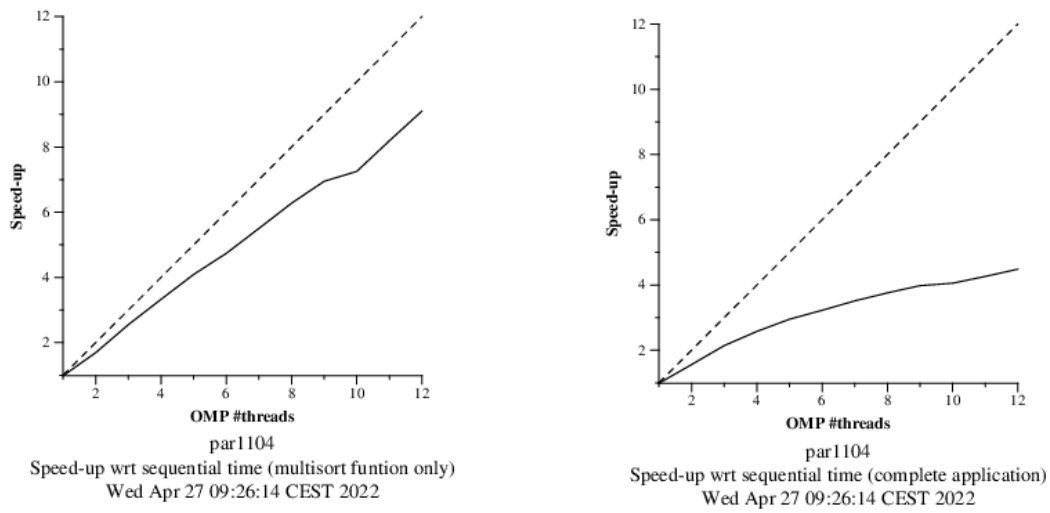 12
10
8
6
4
2
Speed-up
2
4
6
8
10
12
OMP #threads
par1104
Speed-up wrt sequential time (multisort funtion only)
Wed Apr 27 09:26:14 CEST 2022
12
10
8
6
4
2
Speed-up
2
4
6
8
10
12
OMP #threads
par1104
Speed-up wrt sequential time (complete application)
Wed Apr 27 09:26:14 CEST 2022